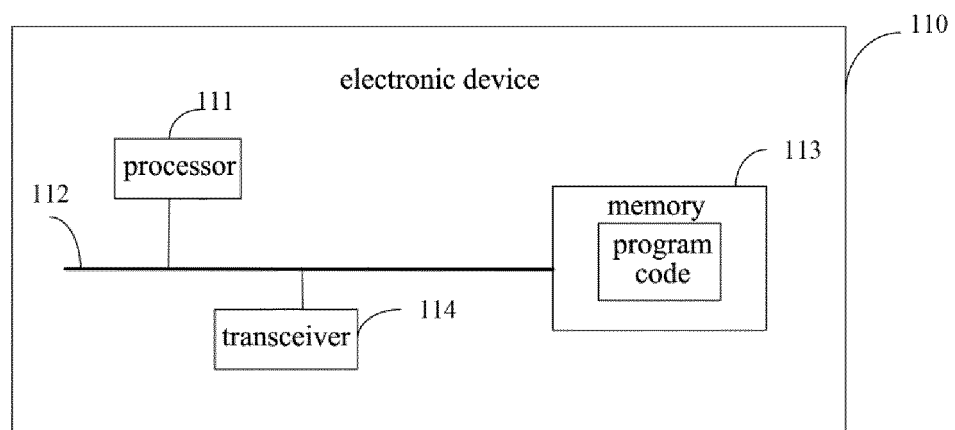 110
electronic device
111
processor
113
112
memory
program
code
114
transceiver